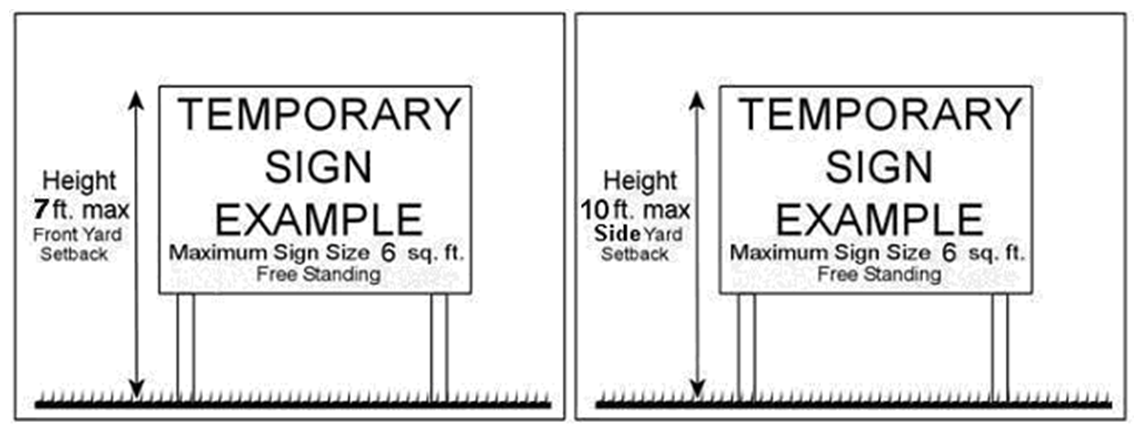 Height
7 ft. max
Front Yard
Setback
TEMPORARY
SIGN
EXAMPLE
Maximum Sign Size 6 sq. ft.
Free Standing
Height
10 ft. max
Side Yard
Setback
TEMPORARY
SIGN
EXAMPLE
Maximum Sign Size 6 sq. ft.
Free Standing